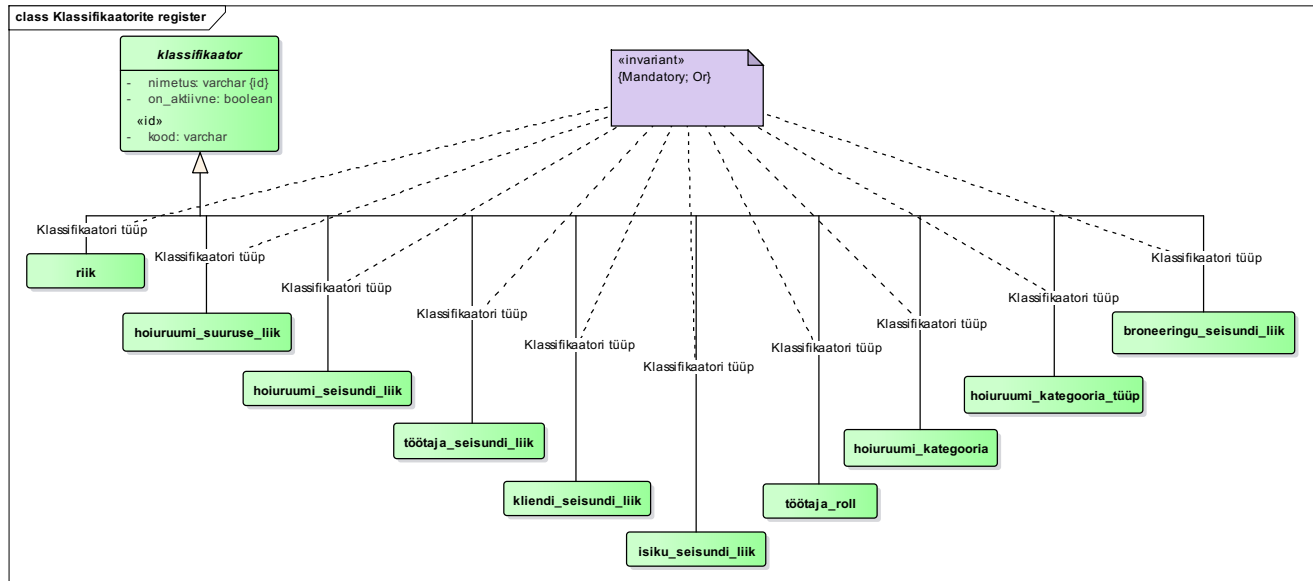 class Klassifikaatorite register
klassifikaator
- nimetus: varchar {id}
- on_aktiivne: boolean
«id»
- kood: varchar
«invariant»
{Mandatory; Or}
Klassifikaatori tüüp
riik
Klassifikaatori tüüp
hoiuruumi_suuruse_liik
Klassifikaatori tüüp
hoiuruumi_seisundi_liik
Klassifikaatori tüüp
töötaja_seisundi_liik
Klassifikaatori tüüp
kliendi_seisundi_liik
Klassifikaatori tüüp
isiku_seisundi_liik
Klassifikaatori tüüp
töötaja_roll
Klassifikaatori tüüp
hoiuruumi_kategooria
Klassifikaatori tüüp
hoiuruumi_kategooria_tüüp
Klassifikaatori tüüp
broneeringu_seisundi_liik